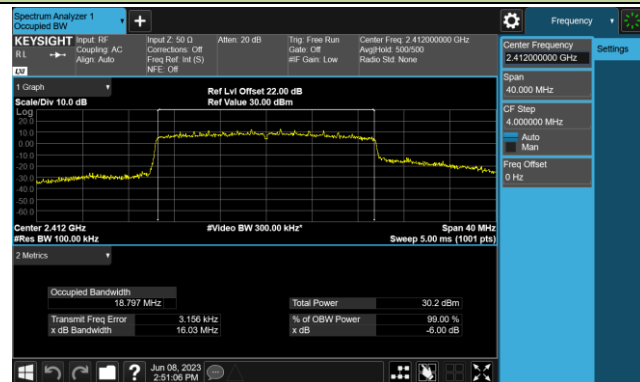 Spectrum Analyzer 1
Occupied BW
Frequency
KEYSIGHT
Input: RF
Input Z: 50 Ω
Atten: 20 dB
Trig: Free Run
Center Freq: 2.412000000 GHz
RL
Coupling: AC
Corrections: Off
Gate: Off
Avg|Hold: 500/500
Align: Auto
Freq Ref: Int (S)
#IF Gain: Low
Radio Std: None
NFE: Off
LXI
Center Frequency
2.412000000 GHz
Settings
Span
40.000 MHz
CF Step
4.000000 MHz
Auto
Man
Freq Offset
0 Hz
1 Graph
Ref Lvl Offset 22.00 dB
Scale/Div 10.0 dB
Ref Value 30.00 dBm
Log
20.0
10.0
0.00
-10.0
-20.0
-30.0
-40.0
-50.0
-60.0
Center 2.412 GHz
#Video BW 300.00 kHz*
Span 40 MHz
#Res BW 100.00 kHz
Sweep 5.00 ms (1001 pts)
2 Metrics
Occupied Bandwidth
18.797 MHz
Total Power
30.2 dBm
Transmit Freq Error
3.156 kHz
% of OBW Power
99.00 %
x dB Bandwidth
16.03 MHz
x dB
-6.00 dB
?
Jun 08, 2023
2:51:06 PM